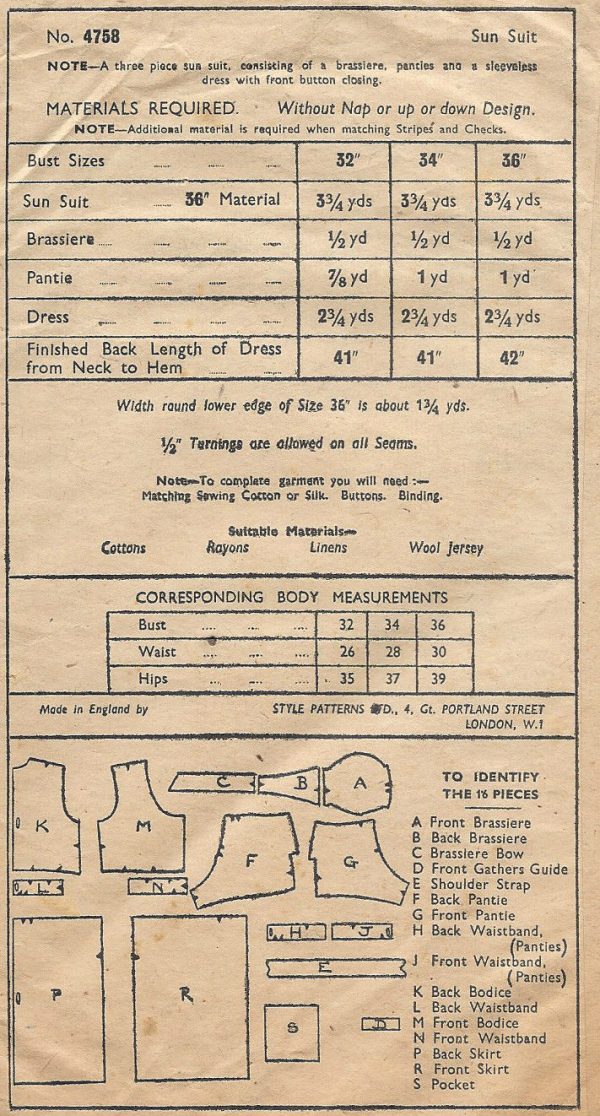 No. 4758 Sun Suit
NOTE—A three piece sun suit, consisting of a brassiere, panties and a sleeveless
dress with front button closing.
MATERIALS REQUIRED. Without Nap or up or down Design.
NOTE—Additional material is required when matching Stripes and Checks.
Bust Sizes .... .... .... 32" 34" 36"
Sun Suit .... 36" Material 3¾ yds 3¾ yds 3¾ yds
Brassiere .... .... .... .... ½ yd ½ yd ½ yd
Pantie .... .... .... .... ⅞ yd 1 yd 1 yd
Dress .... .... .... .... 2¾ yds 2¾ yds 2¾ yds
Finished Back Length of Dress
from Neck to Hem .... .... 41" 41" 42"
Width round lower edge of Size 36" is about 1¾ yds.
½" Turnings are allowed on all Seams.
Note—To complete garment you will need :—
Matching Sewing Cotton or Silk. Buttons. Binding.
Suitable Materials—
Cottons Rayons Linens Wool Jersey
CORRESPONDING BODY MEASUREMENTS
Bust .... .... 32 34 36
Waist .... .... 26 28 30
Hips .... .... 35 37 39
Made in England by STYLE PATTERNS LTD., 4, Gt. PORTLAND STREET
LONDON, W.1
TO IDENTIFY
THE 16 PIECES
A Front Brassiere
B Back Brassiere
C Brassiere Bow
D Front Gathers Guide
E Shoulder Strap
F Back Pantie
G Front Pantie
H Back Waistband,
(Panties)
J Front Waistband,
(Panties)
K Back Bodice
L Back Waistband
M Front Bodice
N Front Waistband
P Back Skirt
R Front Skirt
S Pocket
C
B
A
K
M
F
G
L
N
H
J
E
P
R
S
D